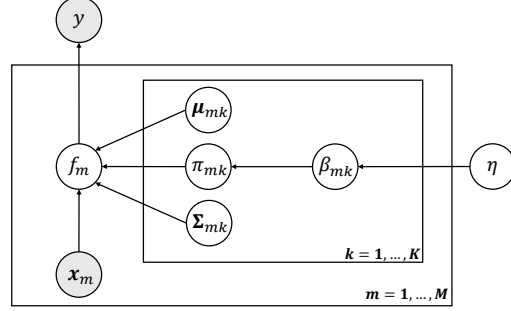 y
μ_mk
f_m
π_mk
β_mk
η
Σ_mk
k = 1, ..., K
x_m
m = 1, ..., M